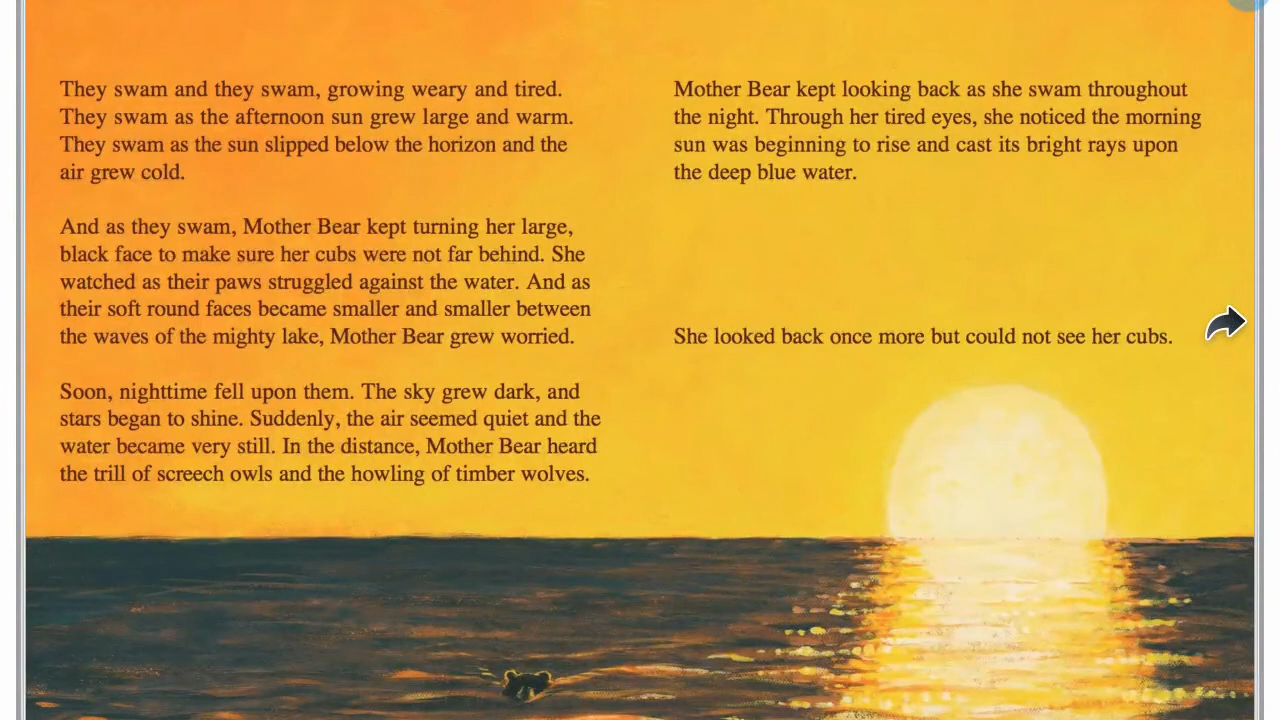 They swam and they swam, growing weary and tired.
They swam as the afternoon sun grew large and warm.
They swam as the sun slipped below the horizon and the
air grew cold.
And as they swam, Mother Bear kept turning her large,
black face to make sure her cubs were not far behind. She
watched as their paws struggled against the water. And as
their soft round faces became smaller and smaller between
the waves of the mighty lake, Mother Bear grew worried.
Soon, nighttime fell upon them. The sky grew dark, and
stars began to shine. Suddenly, the air seemed quiet and the
water became very still. In the distance, Mother Bear heard
the trill of screech owls and the howling of timber wolves.
Mother Bear kept looking back as she swam throughout
the night. Through her tired eyes, she noticed the morning
sun was beginning to rise and cast its bright rays upon
the deep blue water.
She looked back once more but could not see her cubs.